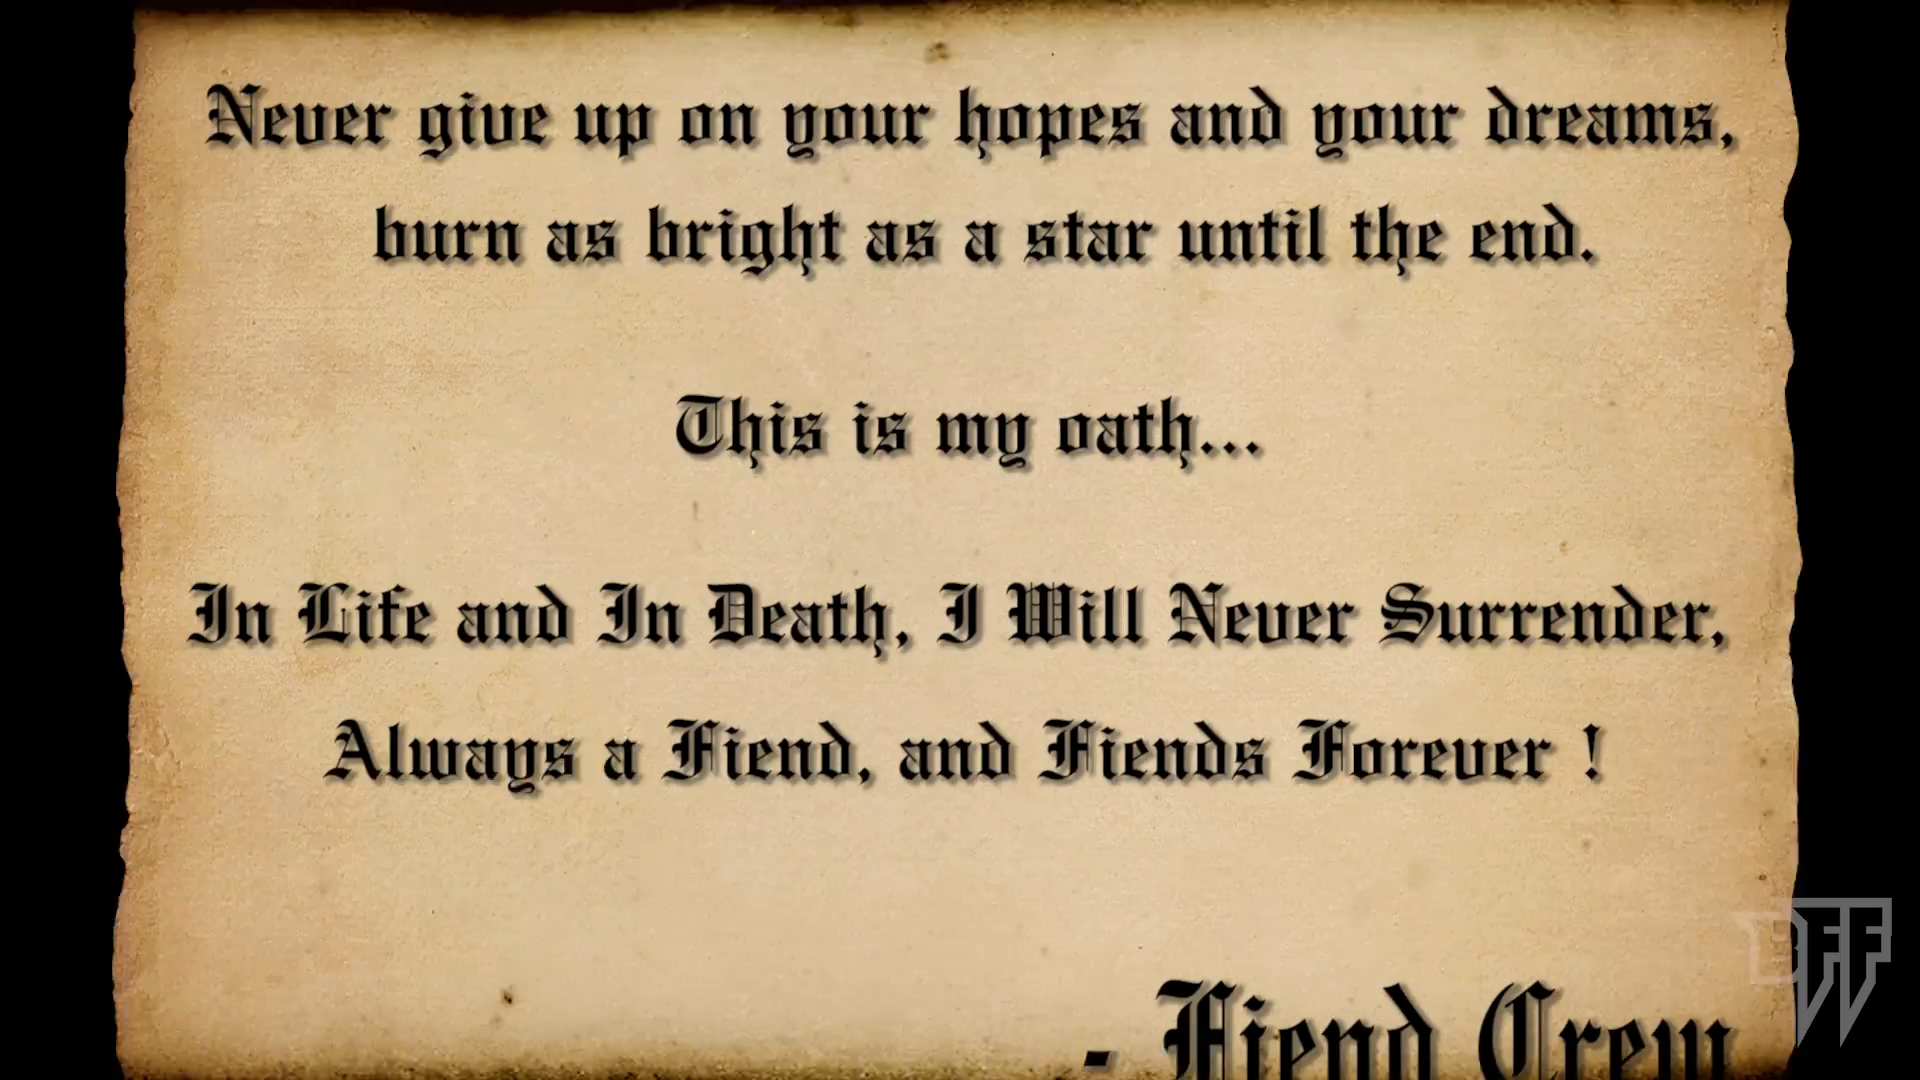 Never give up on your hopes and your dreams,
burn as bright as a star until the end.
This is my oath...
In Life and In Death, I Will Never Surrender,
Always a Fiend, and Fiends Forever !
- Fiend Crew
BFF